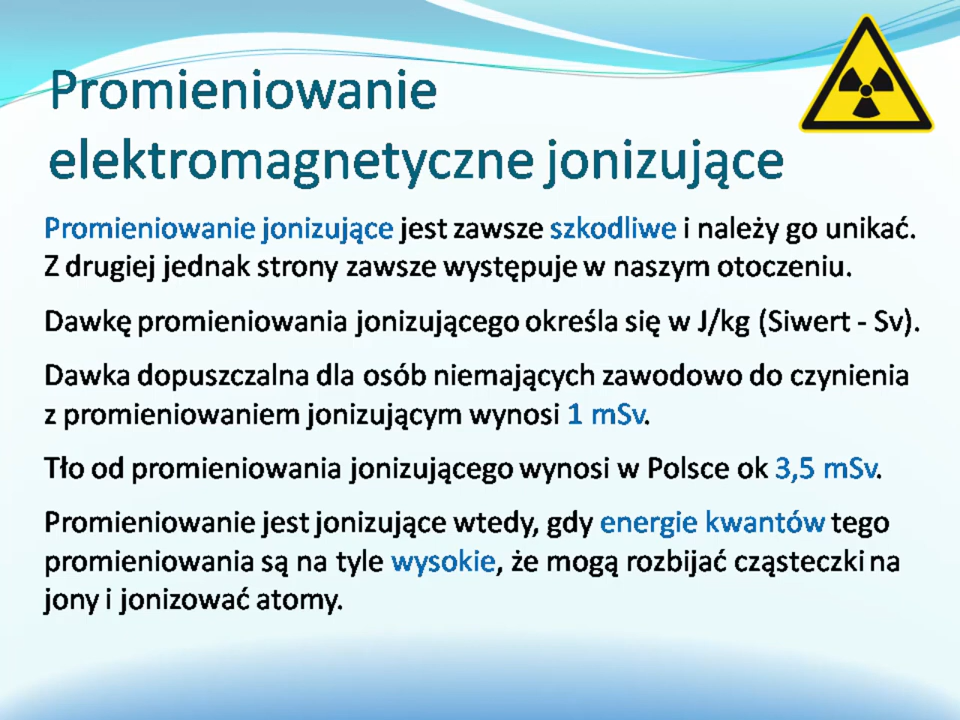 Promieniowanie
elektromagnetyczne jonizujące
Promieniowanie jonizujące jest zawsze szkodliwe i należy go unikać.
Z drugiej jednak strony zawsze występuje w naszym otoczeniu.
Dawkę promieniowania jonizującego określa się w J/kg (Siwert - Sv).
Dawka dopuszczalna dla osób niemających zawodowo do czynienia
z promieniowaniem jonizującym wynosi 1 mSv.
Tło od promieniowania jonizującego wynosi w Polsce ok 3,5 mSv.
Promieniowanie jest jonizujące wtedy, gdy energie kwantów tego
promieniowania są na tyle wysokie, że mogą rozbijać cząsteczki na
jony i jonizować atomy.